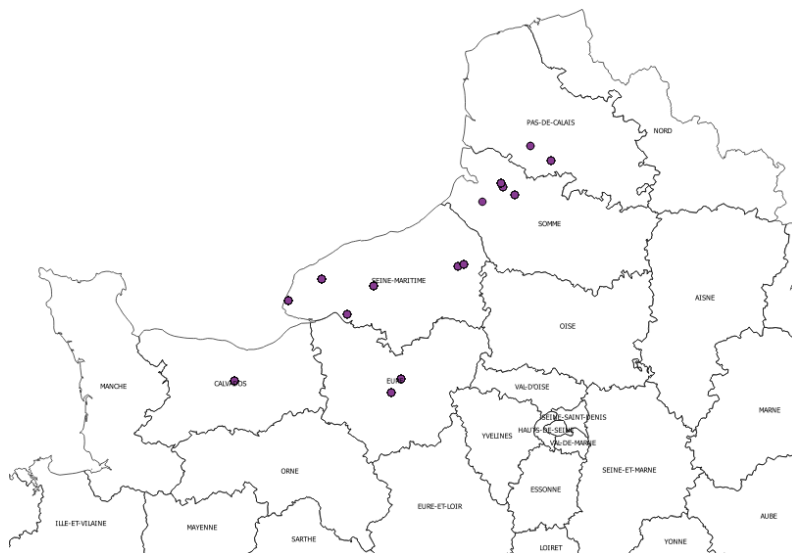 PAS-DE-CALAIS
NORD
SOMME
SEINE-MARITIME
AISNE
OISE
CALVADOS
MANCHE
EURE
VAL-D'OISE
MARNE
SEINE-SAINT-DENIS
HAUTS-DE-SEINE
YVELINES
VAL-DE-MARNE
ORNE
SEINE-ET-MARNE
ESSONNE
EURE-ET-LOIR
AUBE
ILLE-ET-VILAINE
MAYENNE
SARTHE
YONNE
LOIRET